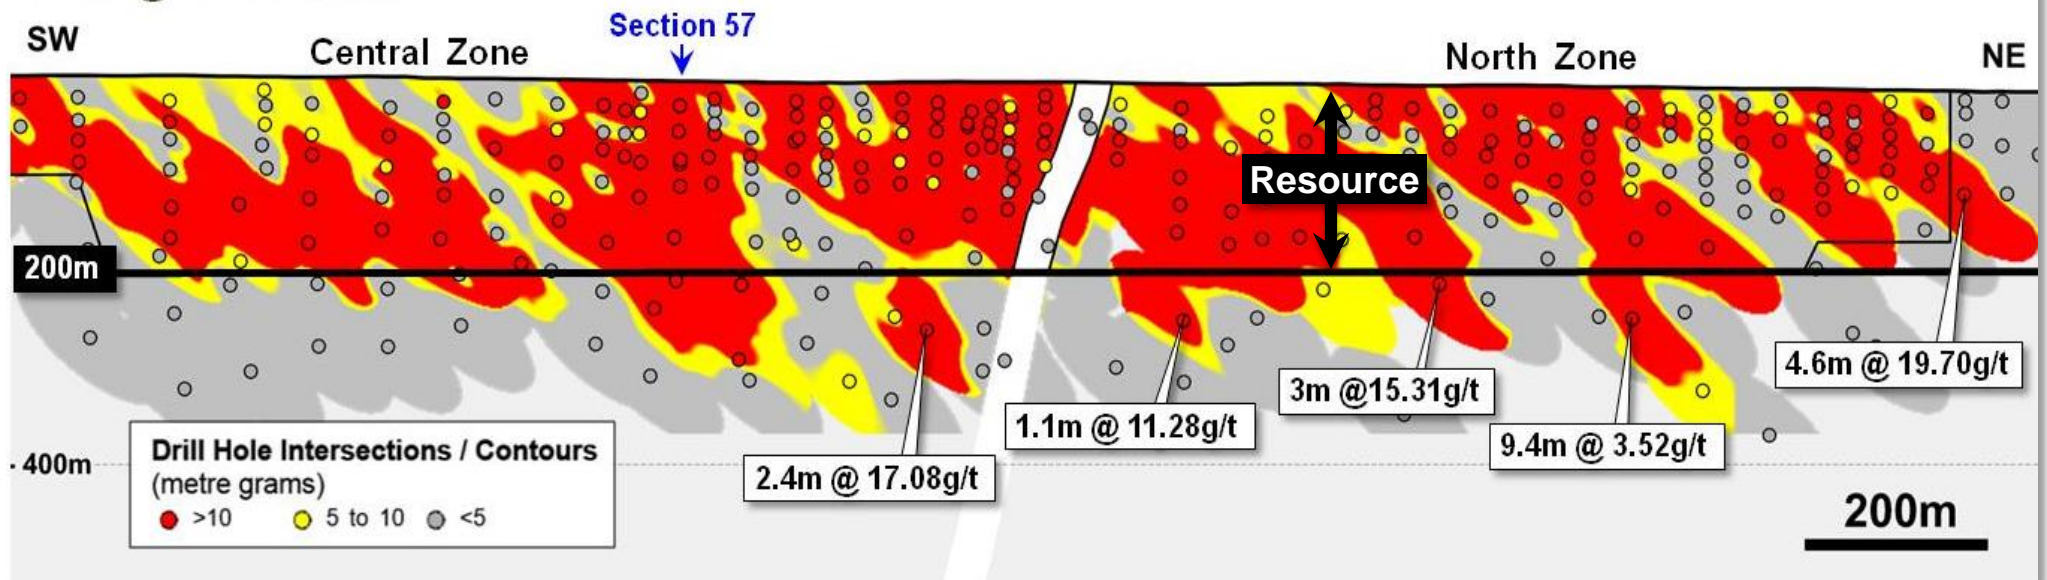 SW
Central Zone
Section 57
North Zone
NE
Resource
200m
4.6m @ 19.70g/t
3m @15.31g/t
1.1m @ 11.28g/t
9.4m @ 3.52g/t
2.4m @ 17.08g/t
400m
Drill Hole Intersections / Contours
(metre grams)
>10 5 to 10 <5
200m